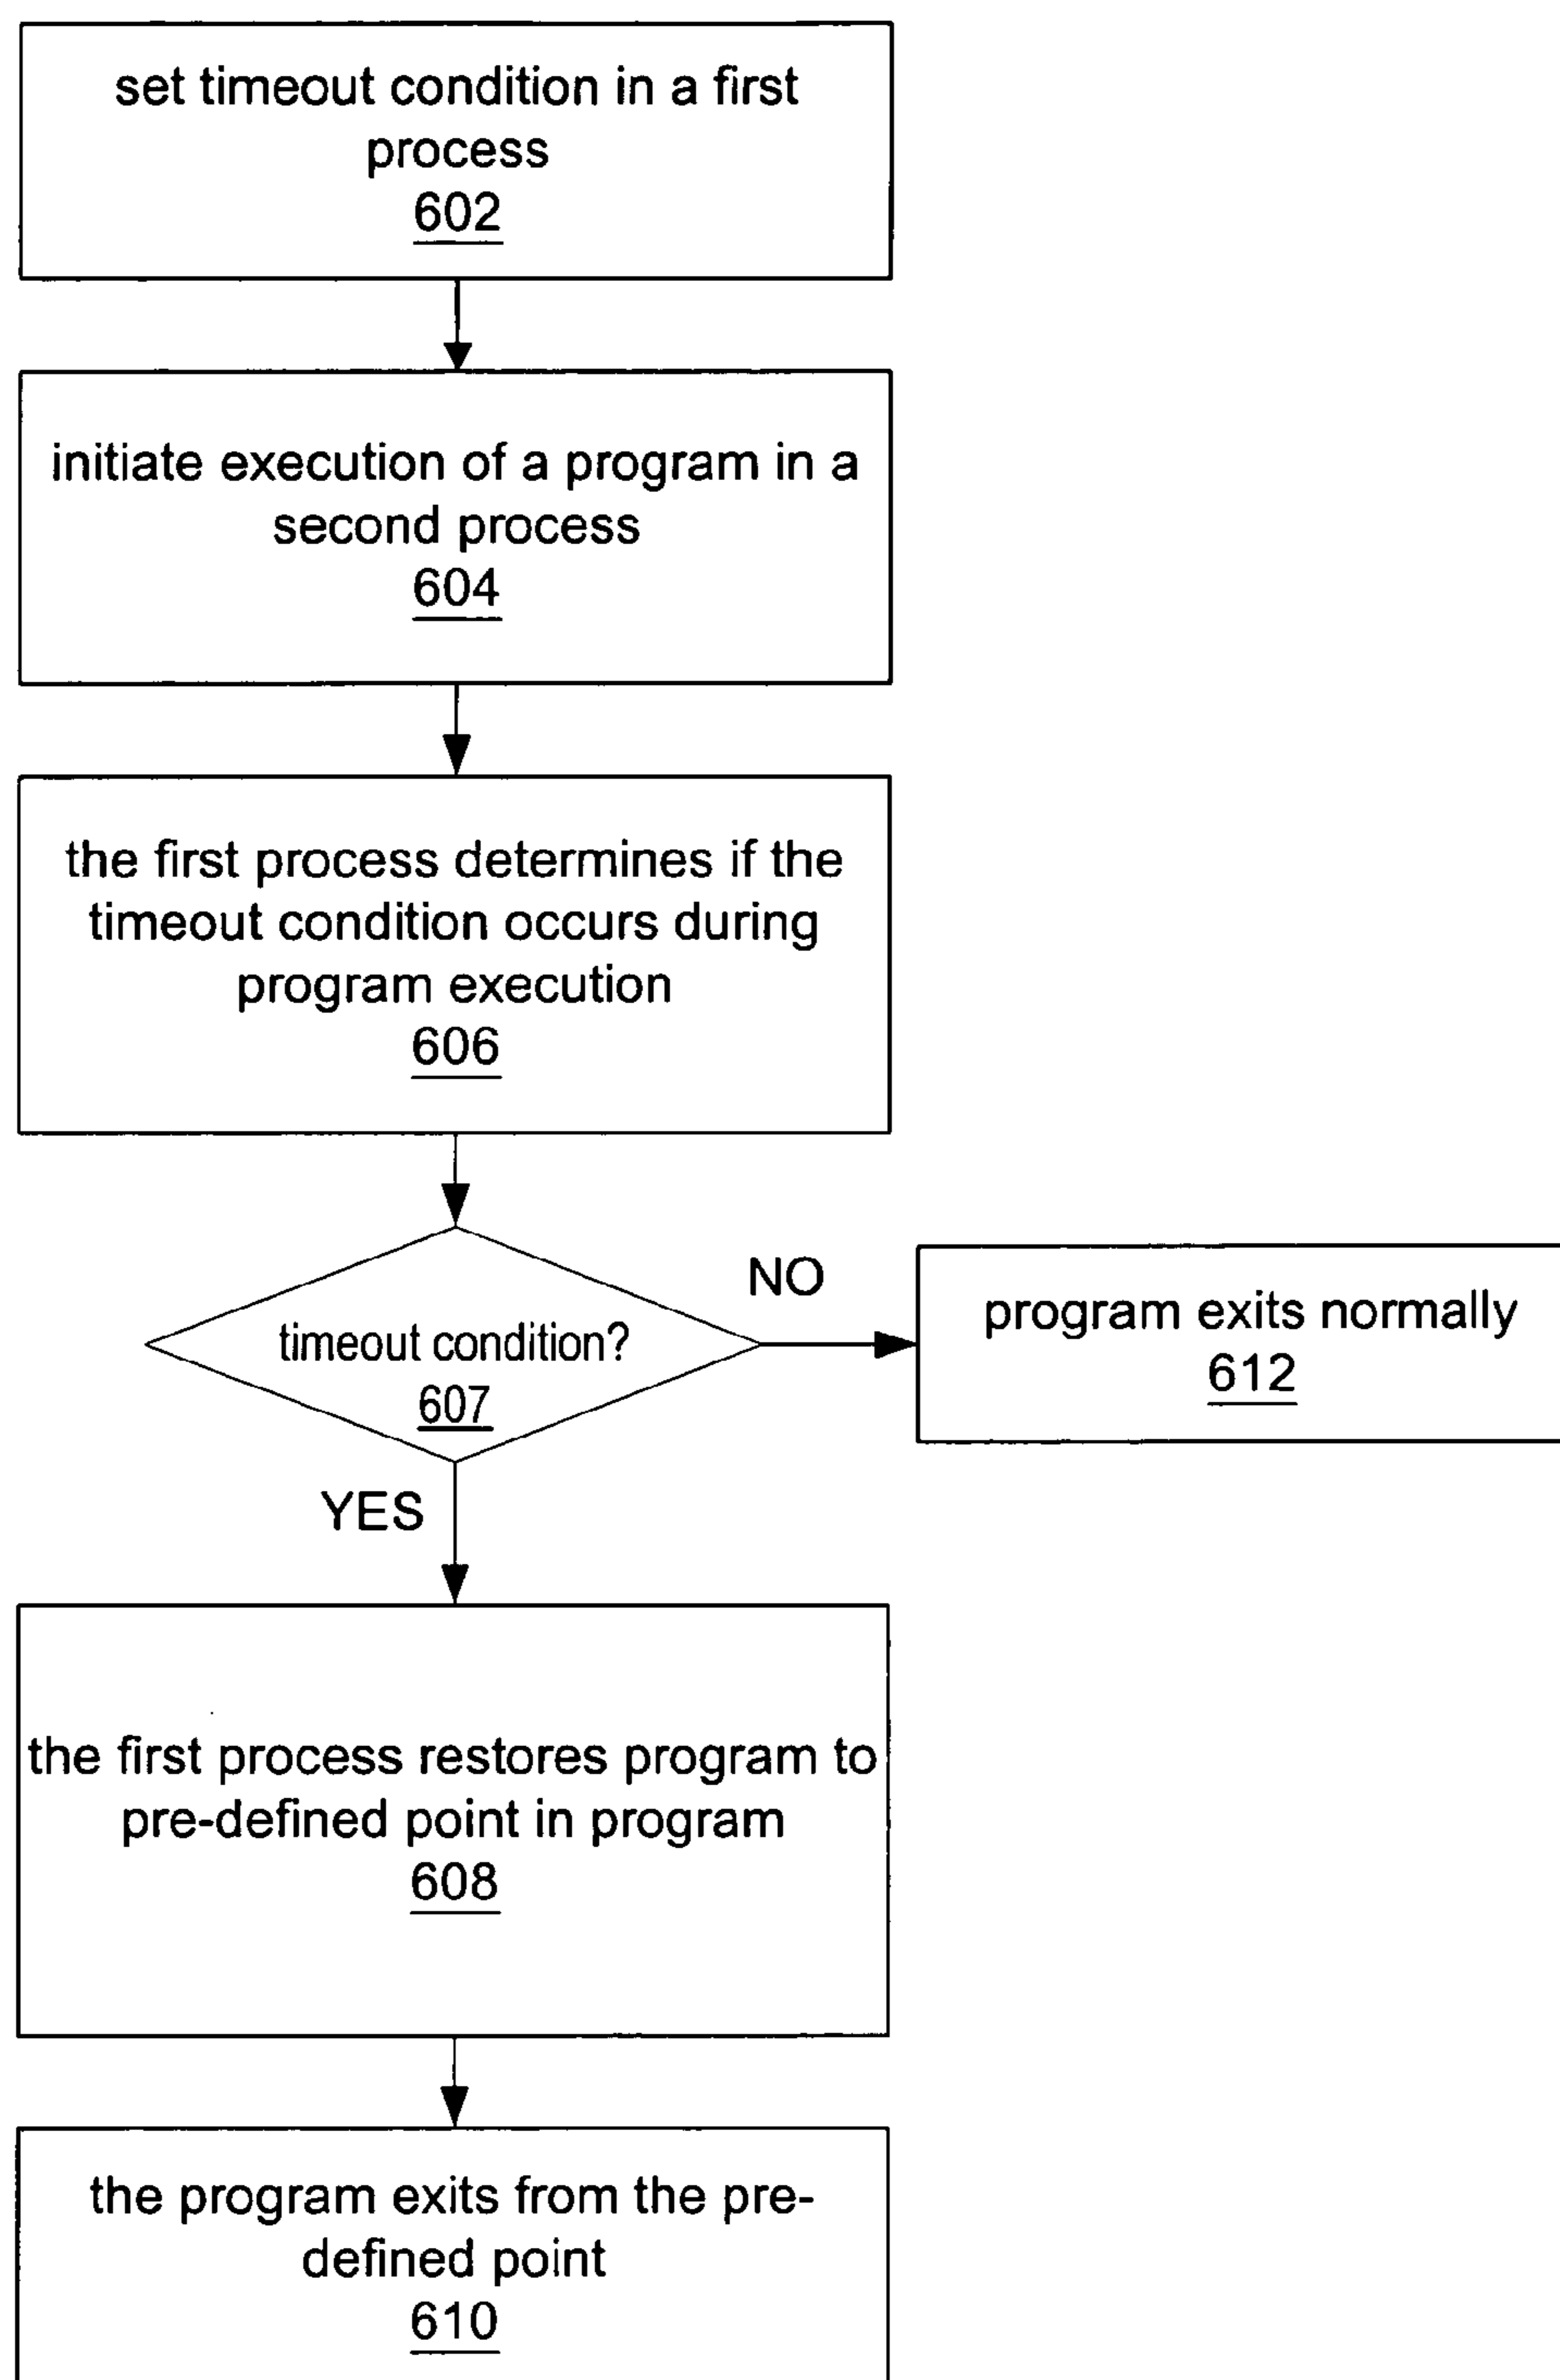 set timeout condition in a first
process
602
initiate execution of a program in a
second process
604
the first process determines if the
timeout condition occurs during
program execution
606
timeout condition?
607
NO
program exits normally
612
YES
the first process restores program to
pre-defined point in program
608
the program exits from the pre-
defined point
610